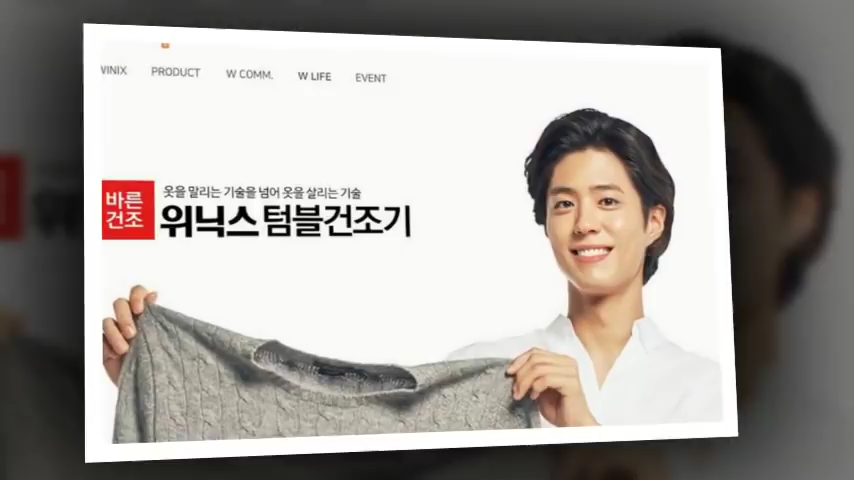 WINIX PRODUCT W COMM. W LIFE EVENT
바른
건조
옷을 말리는 기술을 넘어 옷을 살리는 기술
위닉스 텀블건조기